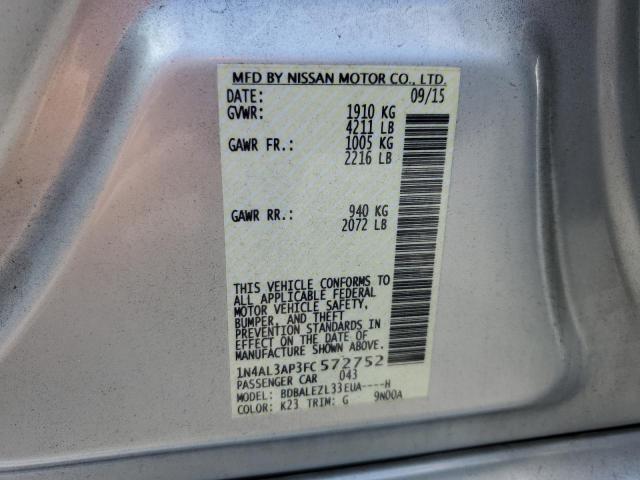 MFD BY NISSAN MOTOR CO., LTD.
DATE: 09/15
GVWR: 1910 KG
4211 LB
GAWR FR.: 1005 KG
2216 LB
GAWR RR.: 940 KG
2072 LB
THIS VEHICLE CONFORMS TO
ALL APPLICABLE FEDERAL
MOTOR VEHICLE SAFETY,
BUMPER, AND THEFT
PREVENTION STANDARDS IN
EFFECT ON THE DATE OF
MANUFACTURE SHOWN ABOVE.
1N4AL3AP3FC572752
PASSENGER CAR 043
MODEL: BDBALEZL33EUA----H
COLOR: K23 TRIM: G 9N00A